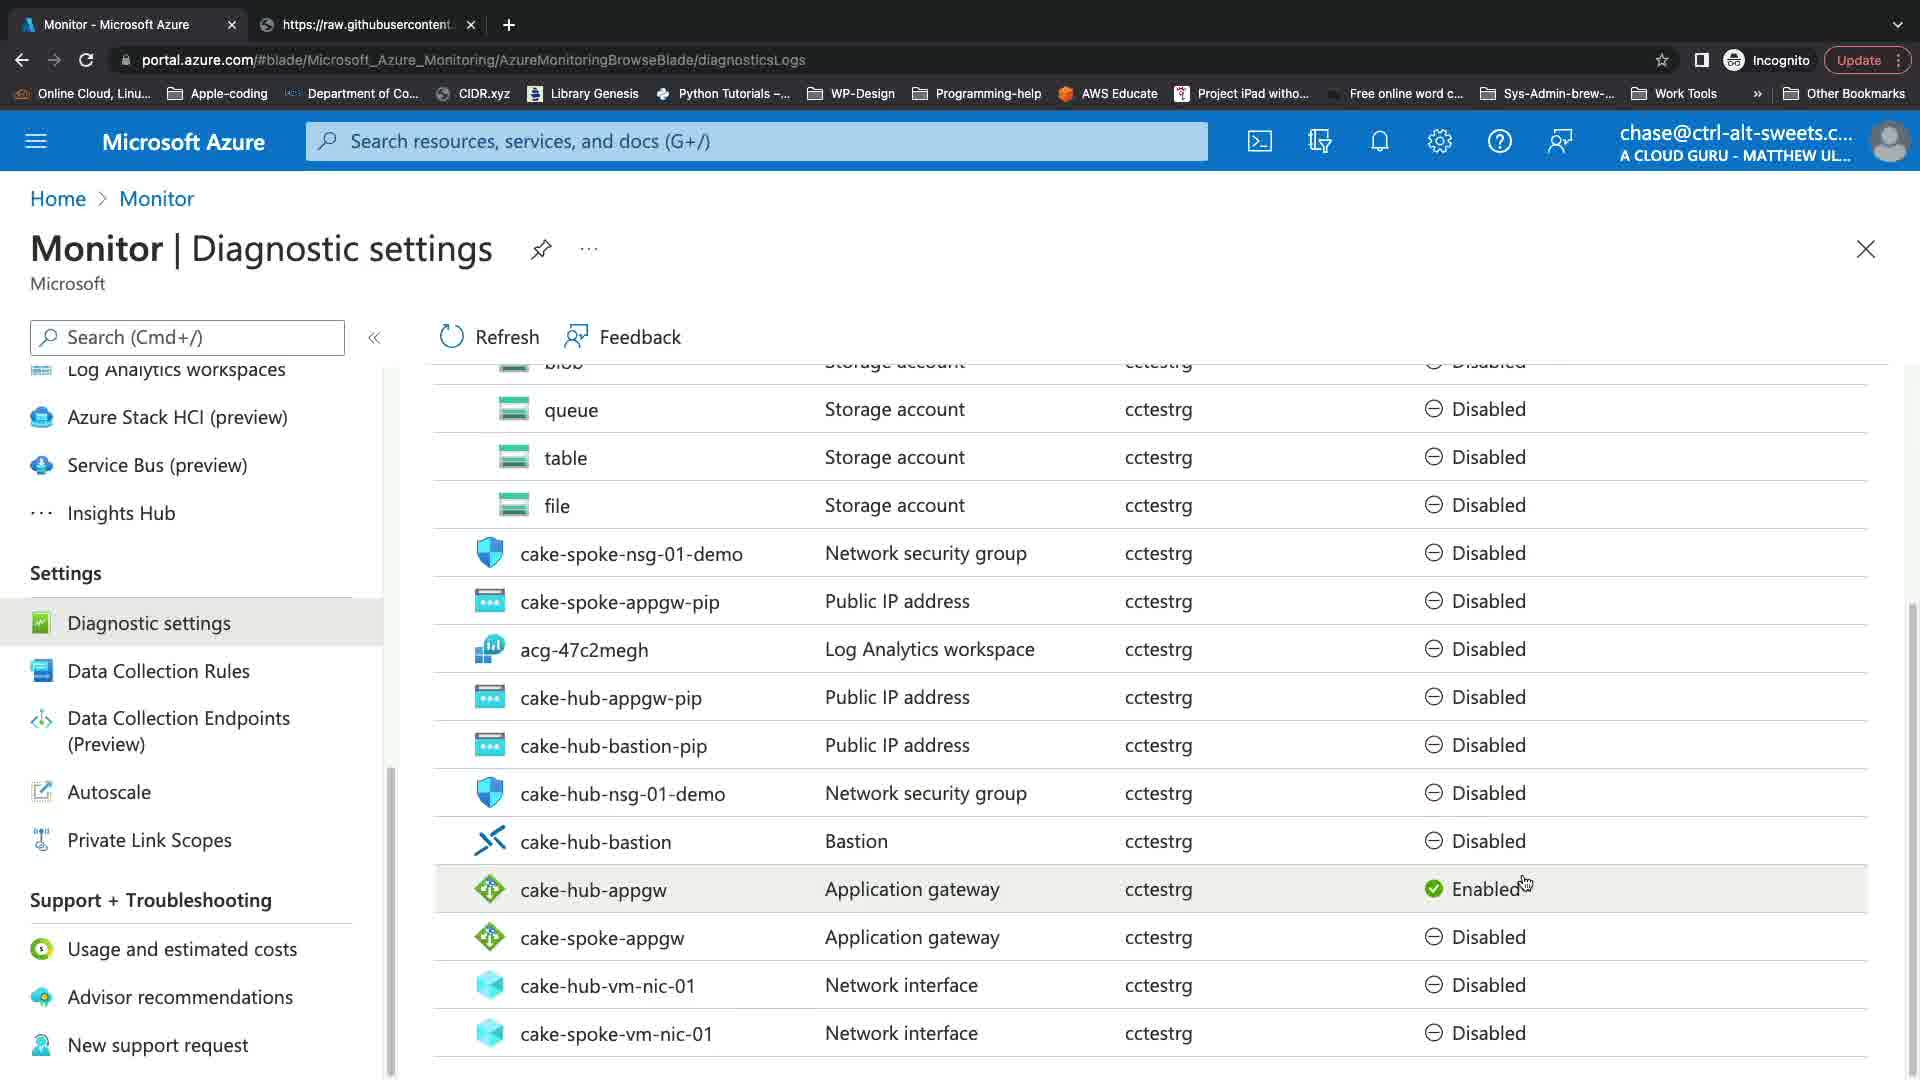 Monitor - Microsoft Azure
https://raw.githubusercontent.
portal.azure.com/#blade/Microsoft_Azure_Monitoring/AzureMonitoringBrowseBlade/diagnosticsLogs
Incognito
Update
Online Cloud, Linu...
Apple-coding
Department of Co...
CIDR.xyz
Library Genesis
Python Tutorials –...
WP-Design
Programming-help
AWS Educate
Project iPad witho...
Free online word c...
Sys-Admin-brew-...
Work Tools
»
Other Bookmarks
Microsoft Azure
Search resources, services, and docs (G+/)
chase@ctrl-alt-sweets.c...
A CLOUD GURU - MATTHEW UL...
Home > Monitor
Monitor | Diagnostic settings
...
Microsoft
Search (Cmd+/)
«
Refresh
Feedback
Log Analytics workspaces
Azure Stack HCI (preview)
Service Bus (preview)
Insights Hub
Settings
Diagnostic settings
Data Collection Rules
Data Collection Endpoints
(Preview)
Autoscale
Private Link Scopes
Support + Troubleshooting
Usage and estimated costs
Advisor recommendations
New support request
blob Storage account cctestrg Disabled
queue Storage account cctestrg Disabled
table Storage account cctestrg Disabled
file Storage account cctestrg Disabled
cake-spoke-nsg-01-demo Network security group cctestrg Disabled
cake-spoke-appgw-pip Public IP address cctestrg Disabled
acg-47c2megh Log Analytics workspace cctestrg Disabled
cake-hub-appgw-pip Public IP address cctestrg Disabled
cake-hub-bastion-pip Public IP address cctestrg Disabled
cake-hub-nsg-01-demo Network security group cctestrg Disabled
cake-hub-bastion Bastion cctestrg Disabled
cake-hub-appgw Application gateway cctestrg Enabled
cake-spoke-appgw Application gateway cctestrg Disabled
cake-hub-vm-nic-01 Network interface cctestrg Disabled
cake-spoke-vm-nic-01 Network interface cctestrg Disabled